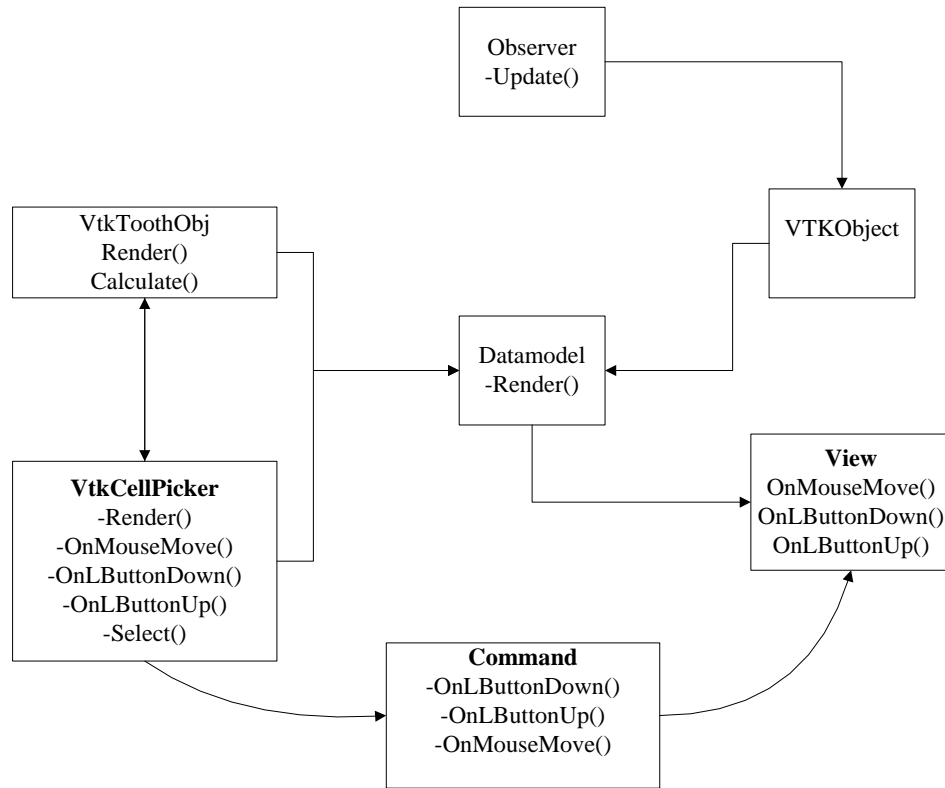 Observer
-Update()
VtkToothObj
Render()
Calculate()
VTKObject
Datamodel
-Render()
VtkCellPicker
-Render()
-OnMouseMove()
-OnLButtonDown()
-OnLButtonUp()
-Select()
View
OnMouseMove()
OnLButtonDown()
OnLButtonUp()
Command
-OnLButtonDown()
-OnLButtonUp()
-OnMouseMove()